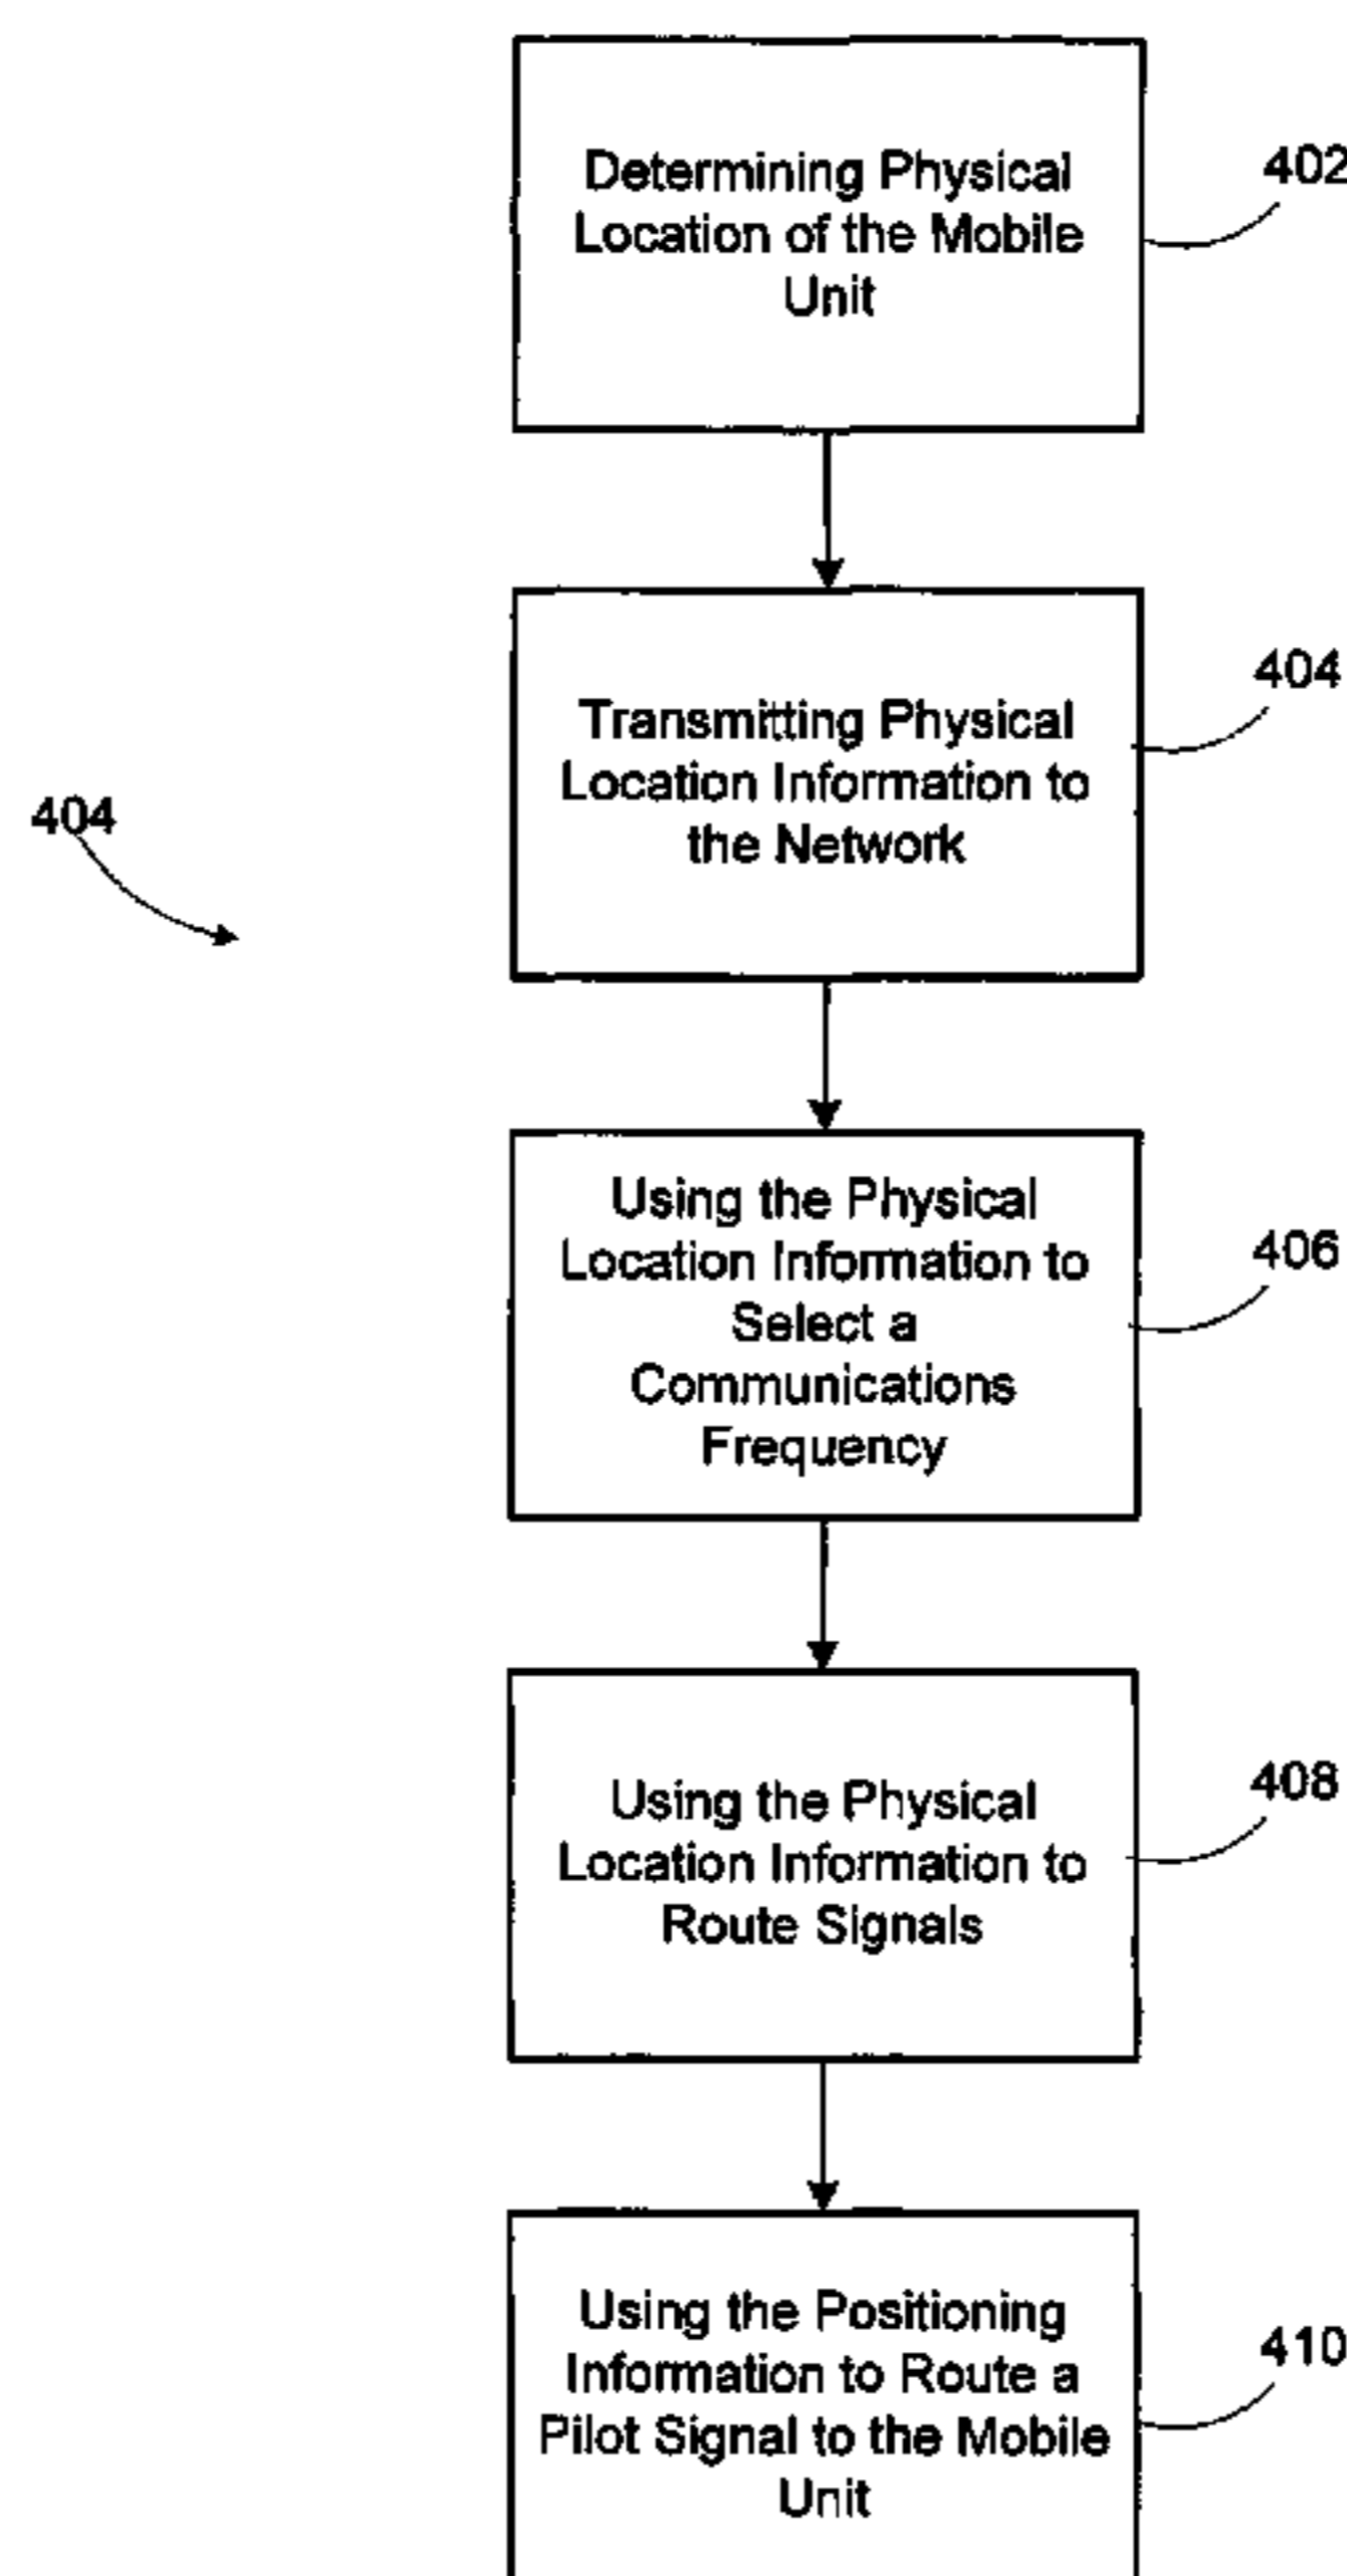 Determining Physical
Location of the Mobile
Unit
402
Transmitting Physical
Location Information to
the Network
404
404
Using the Physical
Location Information to
Select a
Communications
Frequency
406
Using the Physical
Location Information to
Route Signals
408
Using the Positioning
Information to Route a
Pilot Signal to the Mobile
Unit
410